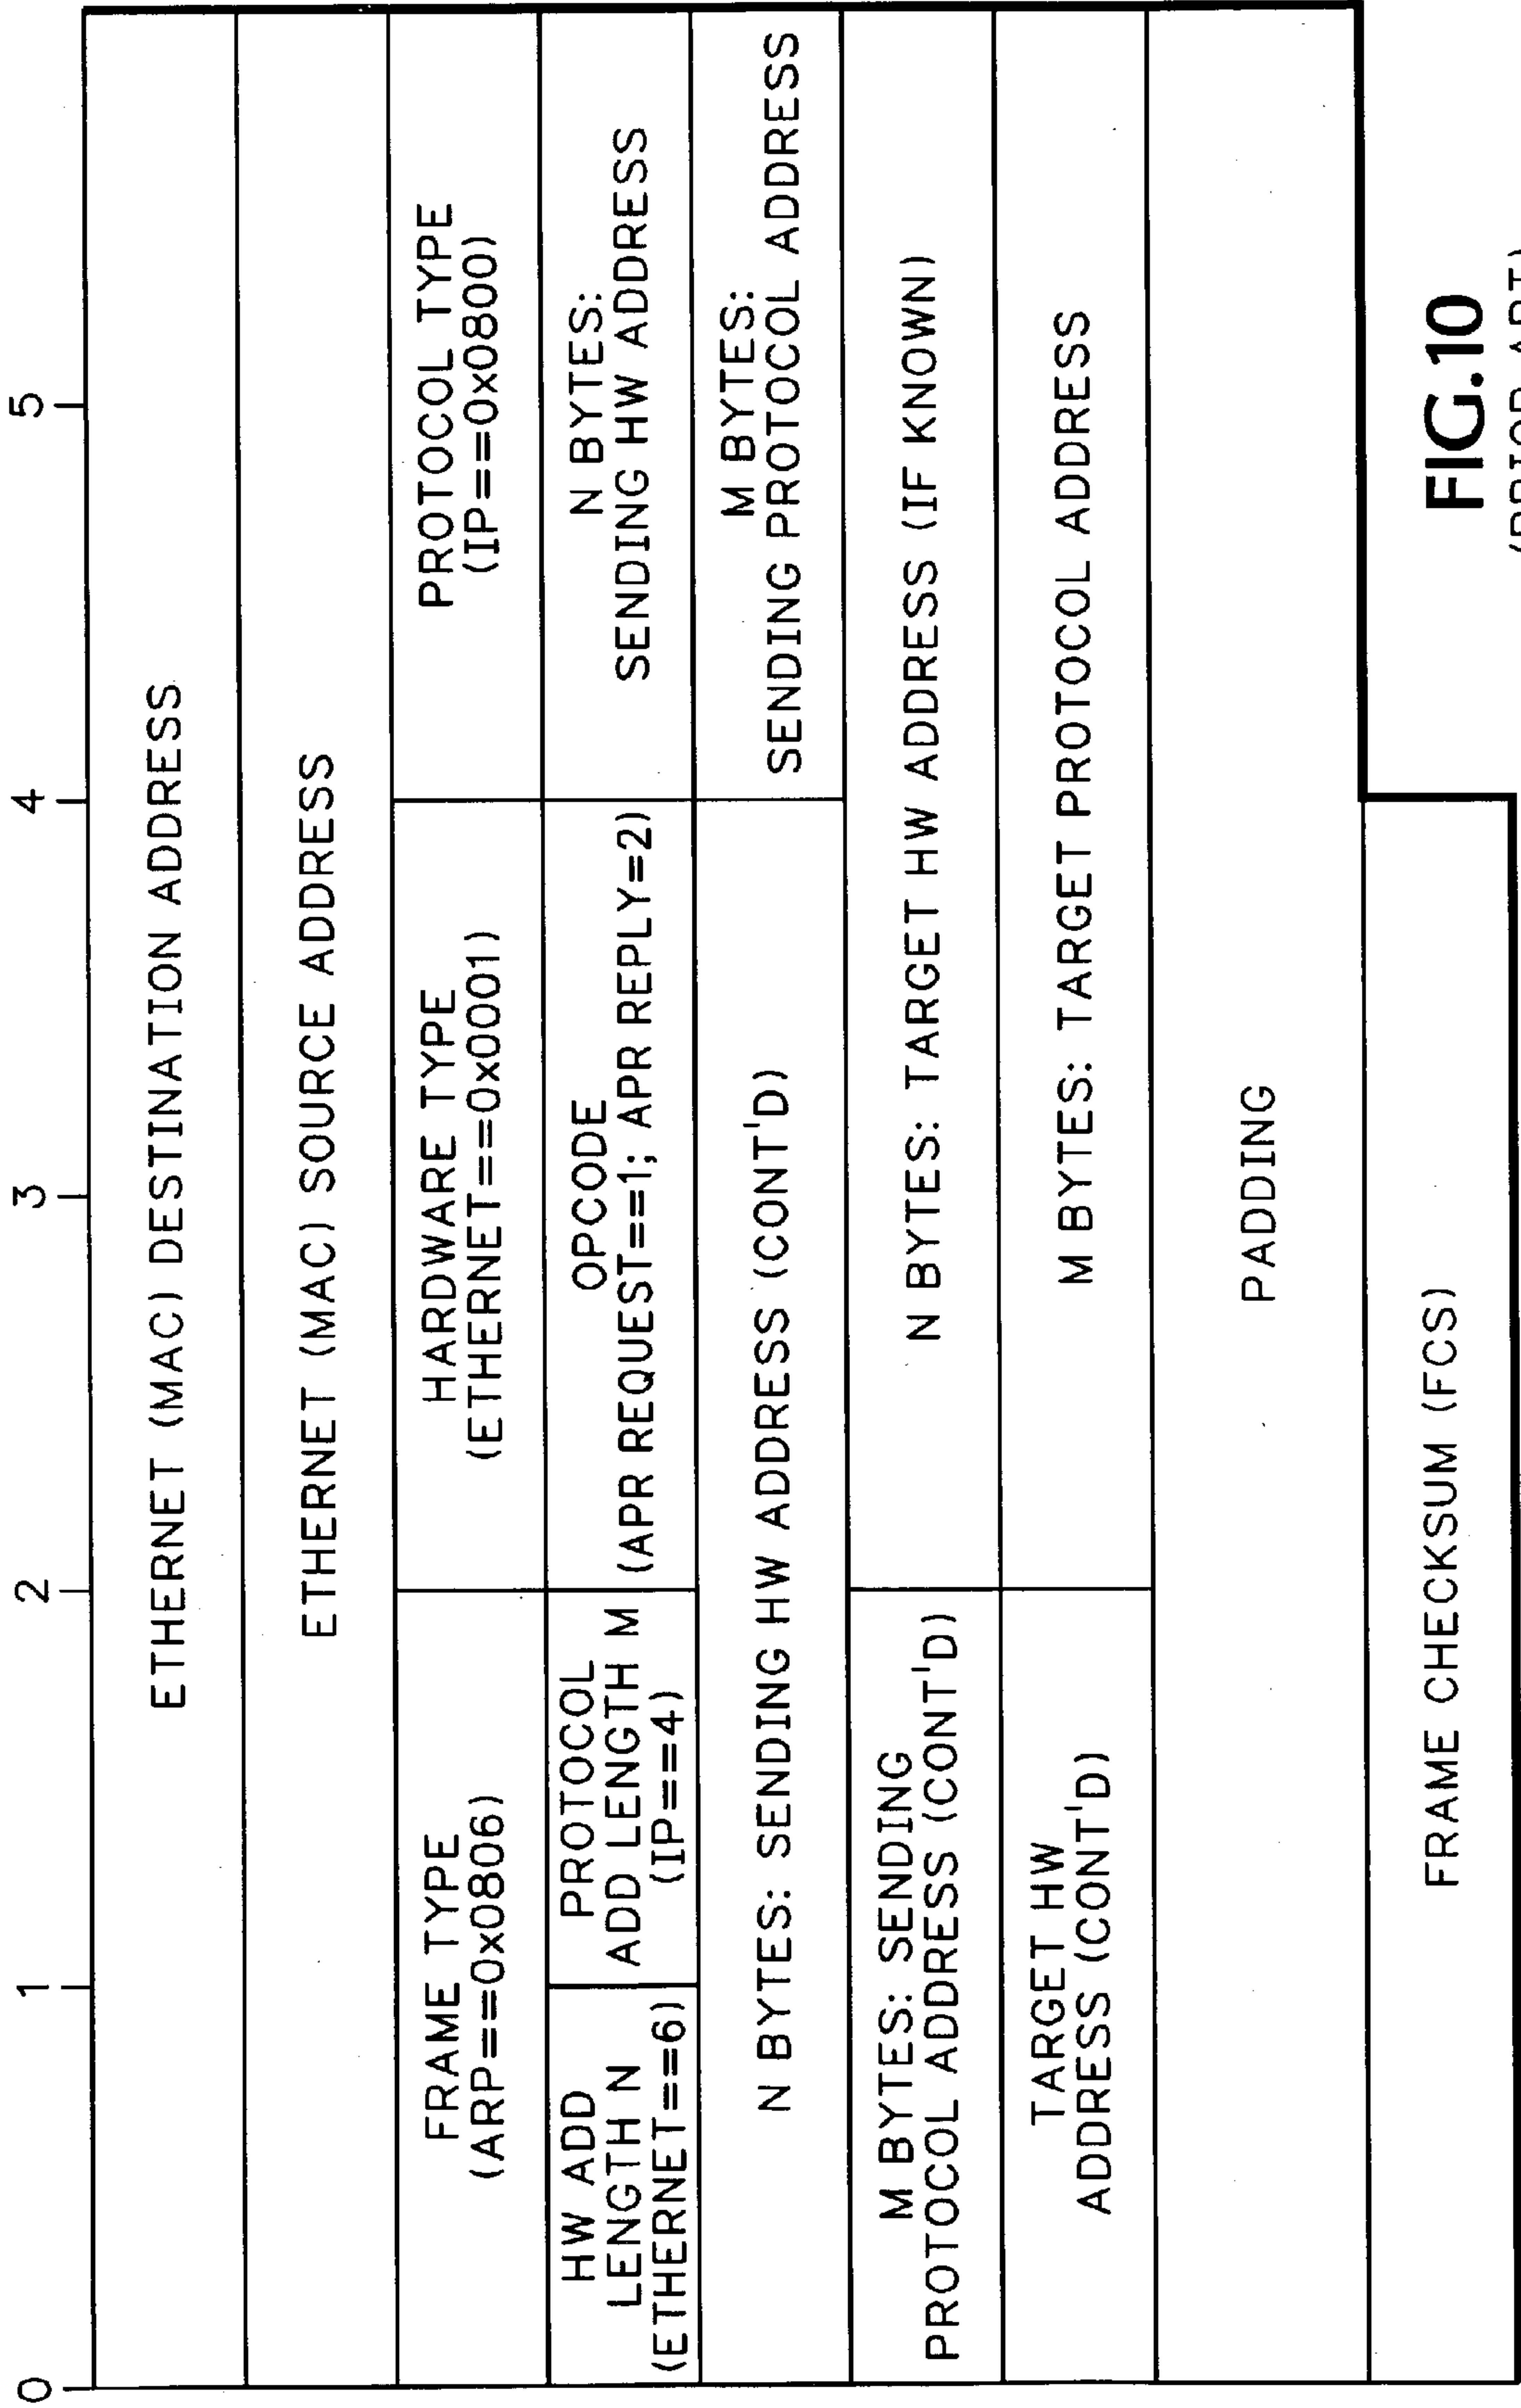 0 1 2 3 4 5
ETHERNET (MAC) DESTINATION ADDRESS
ETHERNET (MAC) SOURCE ADDRESS
FRAME TYPE
(ARP==0x0806)
HARDWARE TYPE
(ETHERNET==0x0001)
PROTOCOL TYPE
(IP==0x0800)
HW ADD
LENGTH N
(ETHERNET==6)
PROTOCOL
ADD LENGTH M
(IP==4)
OPCODE
(APR REQUEST==1; APR REPLY=2)
N BYTES:
SENDING HW ADDRESS
N BYTES: SENDING HW ADDRESS (CONT'D)
M BYTES:
SENDING PROTOCOL ADDRESS
M BYTES: SENDING
PROTOCOL ADDRESS (CONT'D)
N BYTES: TARGET HW ADDRESS (IF KNOWN)
TARGET HW
ADDRESS (CONT'D)
M BYTES: TARGET PROTOCOL ADDRESS
PADDING
FRAME CHECKSUM (FCS)
FIG.10
(PRIOR ART)